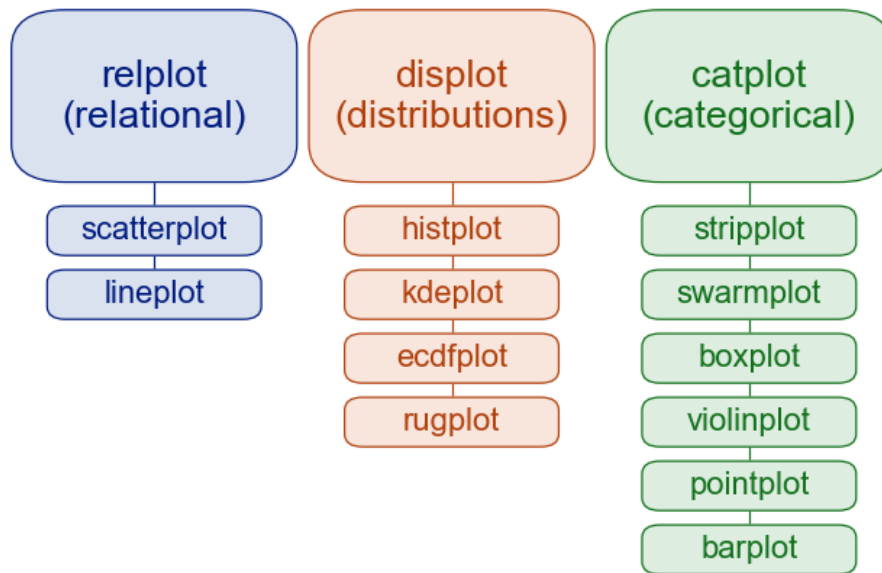 relplot
(relational)
scatterplot
lineplot
displot
(distributions)
histplot
kdeplot
ecdfplot
rugplot
catplot
(categorical)
stripplot
swarmplot
boxplot
violinplot
pointplot
barplot